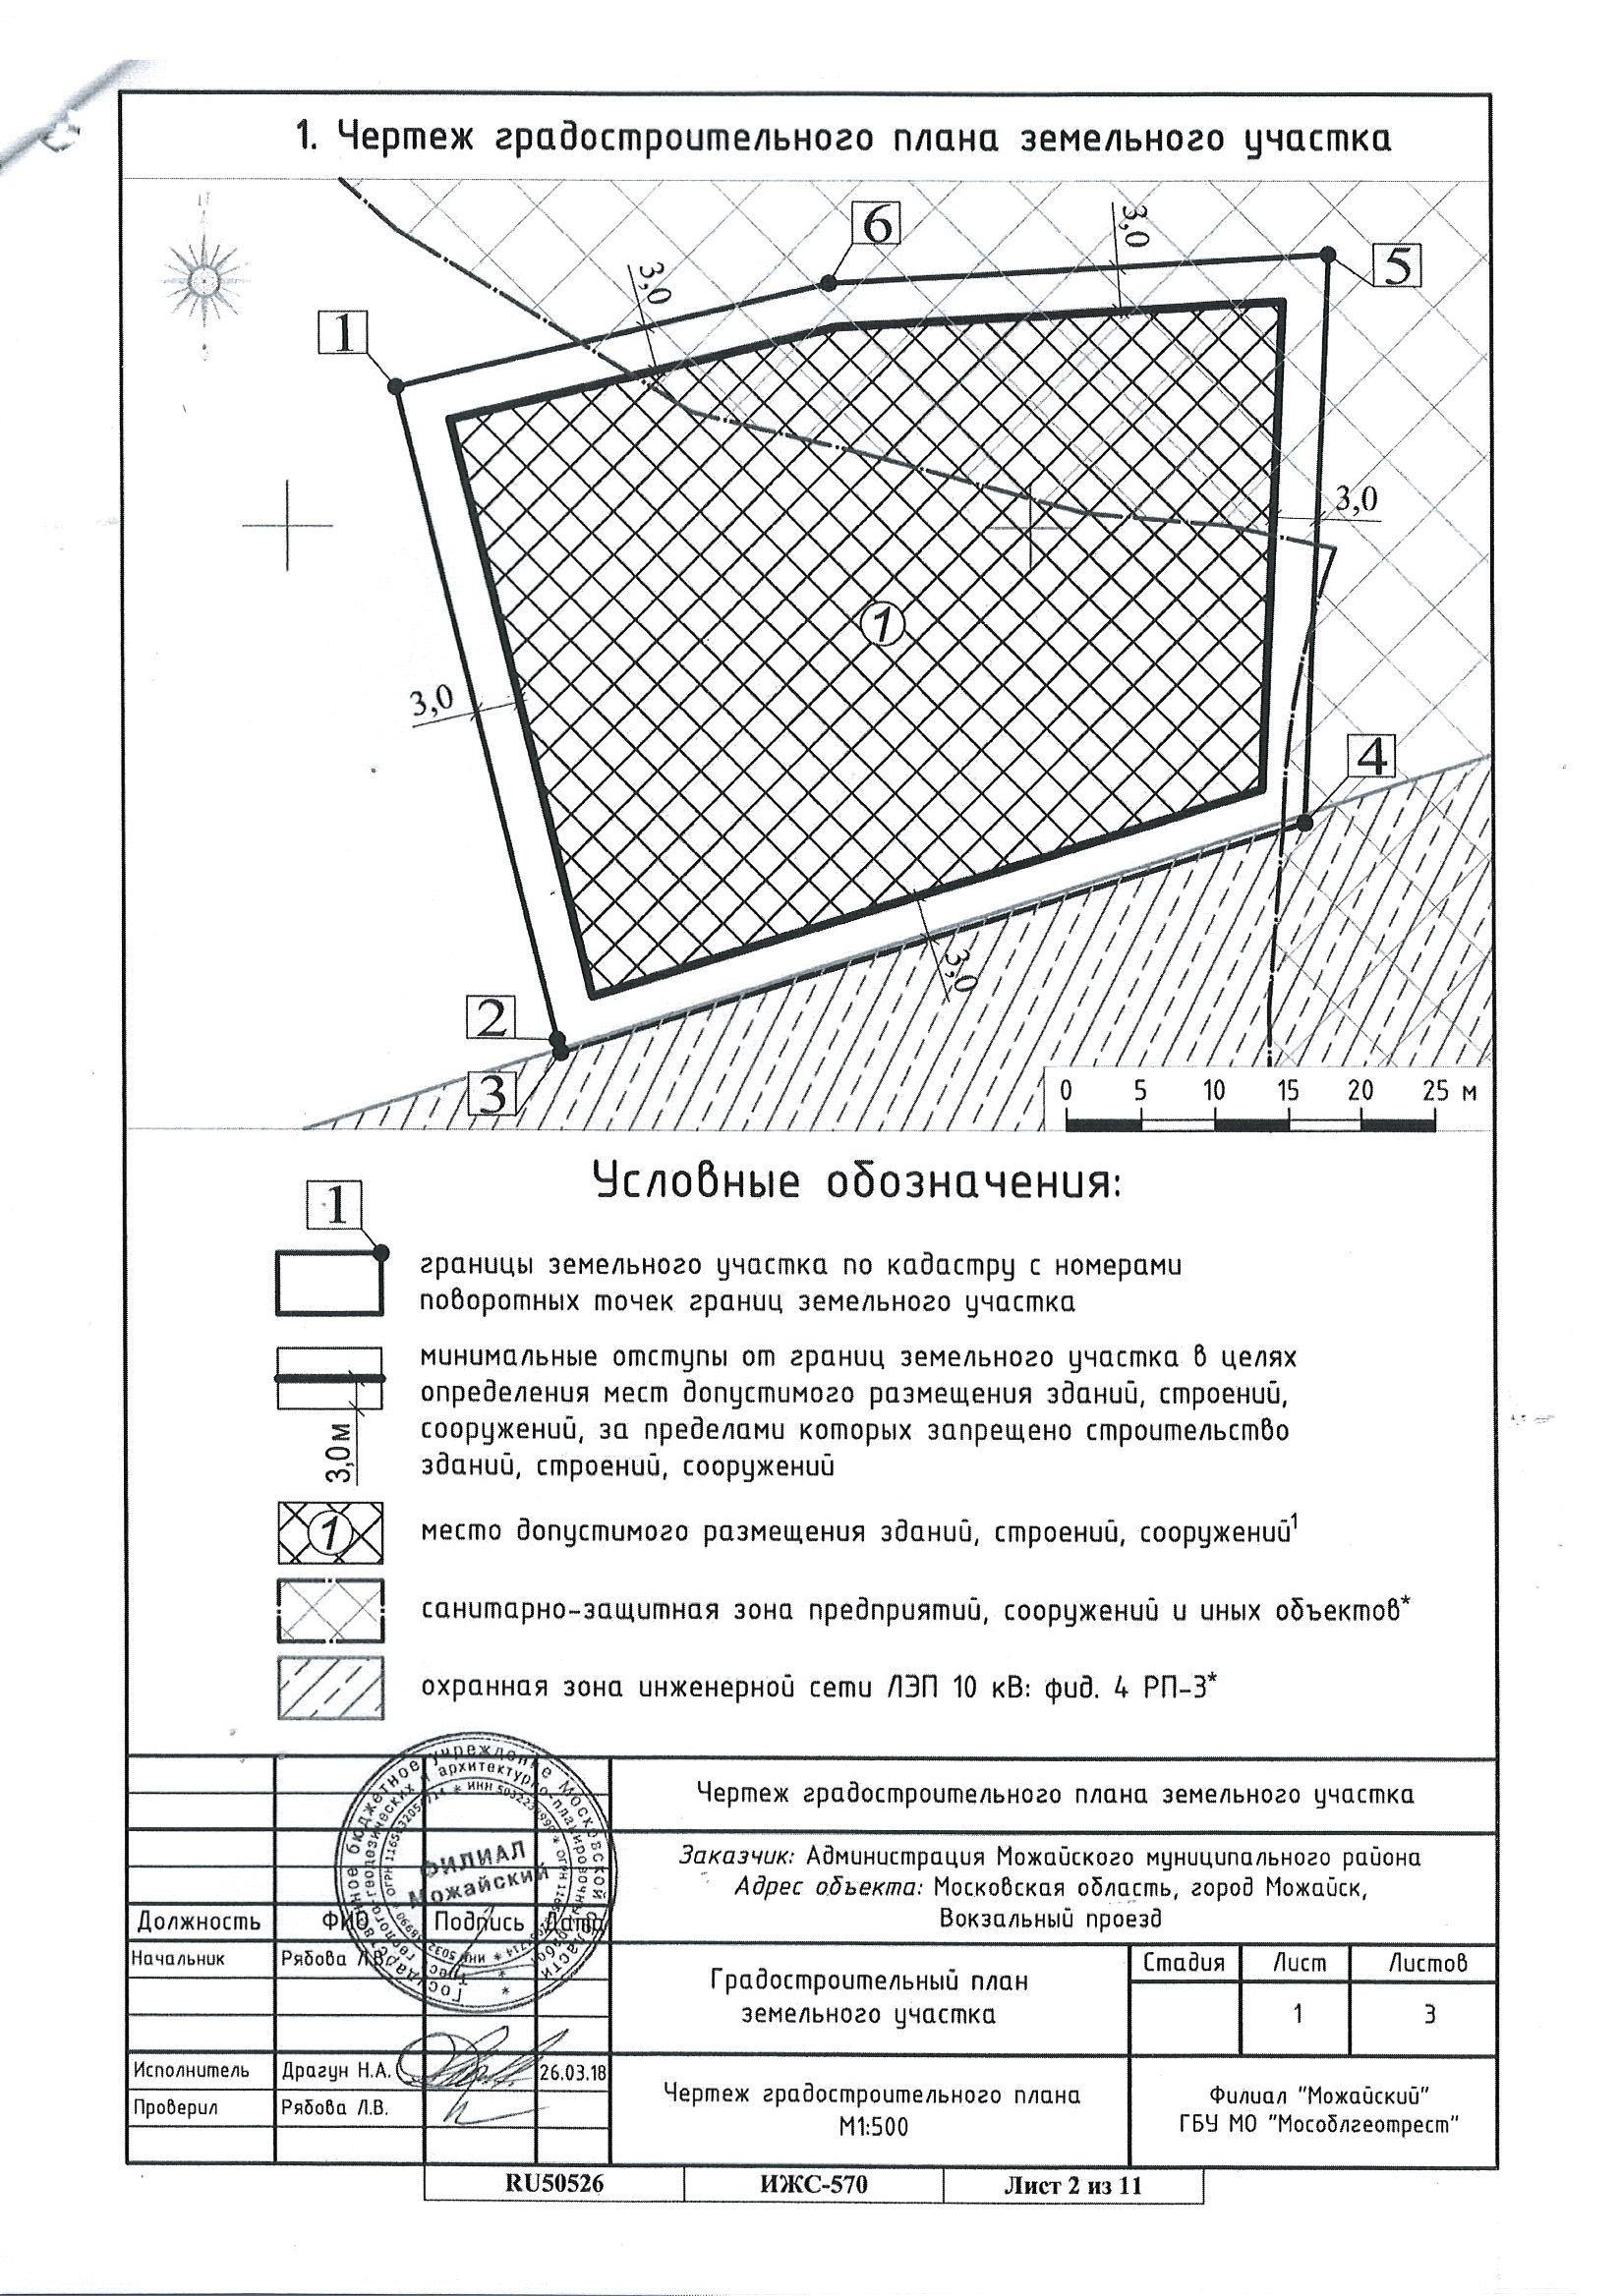 1. Чертеж градостроительного плана земельного участка
6
3,0
5
3,0
1
3,0
1
3,0
4
3,0
2
3
0 5 10 15 20 25 м
Условные обозначения:
1
границы земельного участка по кадастру с номерами
поворотных точек границ земельного участка
минимальные отступы от границ земельного участка в целях
определения мест допустимого размещения зданий, строений,
сооружений, за пределами которых запрещено строительство
зданий, строений, сооружений
3,0м
1
место допустимого размещения зданий, строений, сооружений¹
санитарно-защитная зона предприятий, сооружений и иных объектов*
охранная зона инженерной сети ЛЭП 10 кВ: фид. 4 РП-3*
Чертеж градостроительного плана земельного участка
Заказчик: Администрация Можайского муниципального района
Адрес объекта: Московская область, город Можайск,
Вокзальный проезд
ФИЛИАЛ
Можайский
Должность ФИО Подпись Дата
Начальник Рябова Л.В.
Градостроительный план
земельного участка
Стадия Лист Листов
1 3
Исполнитель Драгун Н.А. 26.03.18
Проверил Рябова Л.В.
Чертеж градостроительного плана
М1:500
Филиал "Можайский"
ГБУ МО "Мособлгеотрест"
RU50526 ИЖС-570 Лист 2 из 11